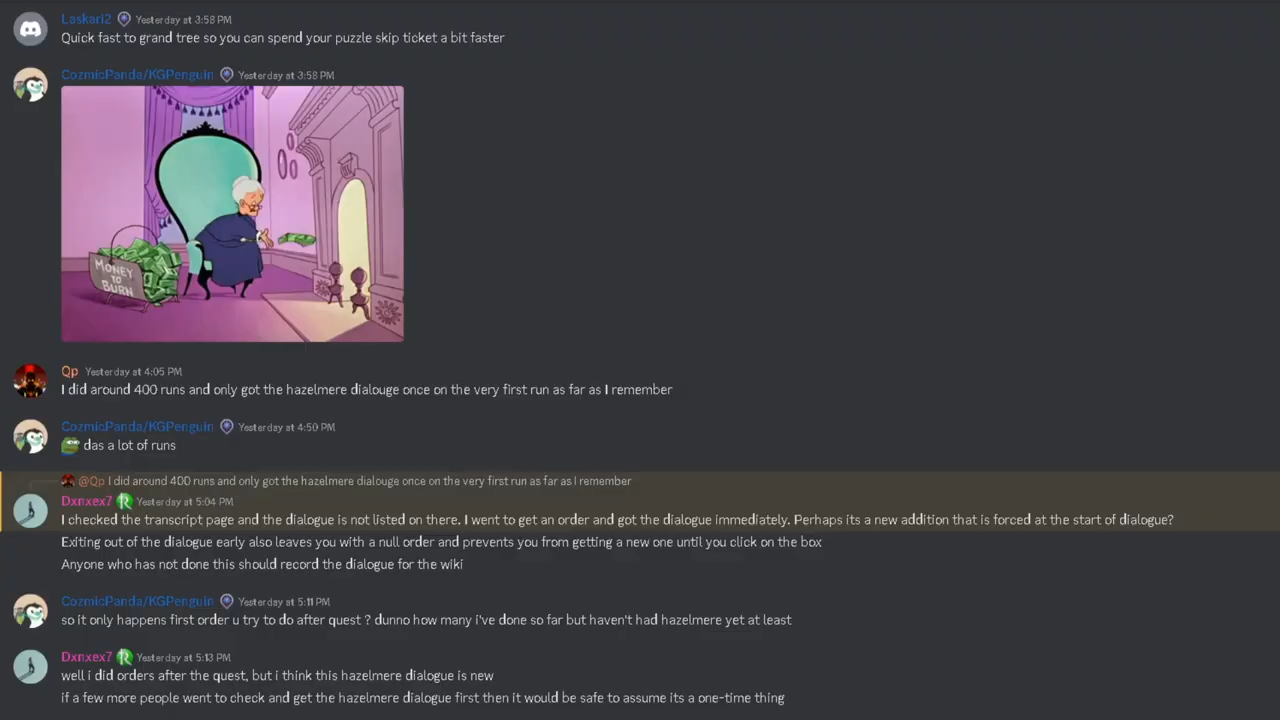 Laskari2 Yesterday at 3:58 PM
Quick fast to grand tree so you can spend your puzzle skip ticket a bit faster
CozmicPanda/KGPenguin Yesterday at 3:58 PM
MONEY
TO
BURN
Qp Yesterday at 4:05 PM
I did around 400 runs and only got the hazelmere dialouge once on the very first run as far as I remember
CozmicPanda/KGPenguin Yesterday at 4:50 PM
das a lot of runs
@Qp I did around 400 runs and only got the hazelmere dialouge once on the very first run as far as I remember
Dxnxex7 Yesterday at 5:04 PM
I checked the transcript page and the dialogue is not listed on there. I went to get an order and got the dialogue immediately. Perhaps its a new addition that is forced at the start of dialogue?
Exiting out of the dialogue early also leaves you with a null order and prevents you from getting a new one until you click on the box
Anyone who has not done this should record the dialogue for the wiki
CozmicPanda/KGPenguin Yesterday at 5:11 PM
so it only happens first order u try to do after quest ? dunno how many i've done so far but haven't had hazelmere yet at least
Dxnxex7 Yesterday at 5:13 PM
well i did orders after the quest, but i think this hazelmere dialogue is new
if a few more people went to check and get the hazelmere dialogue first then it would be safe to assume its a one-time thing